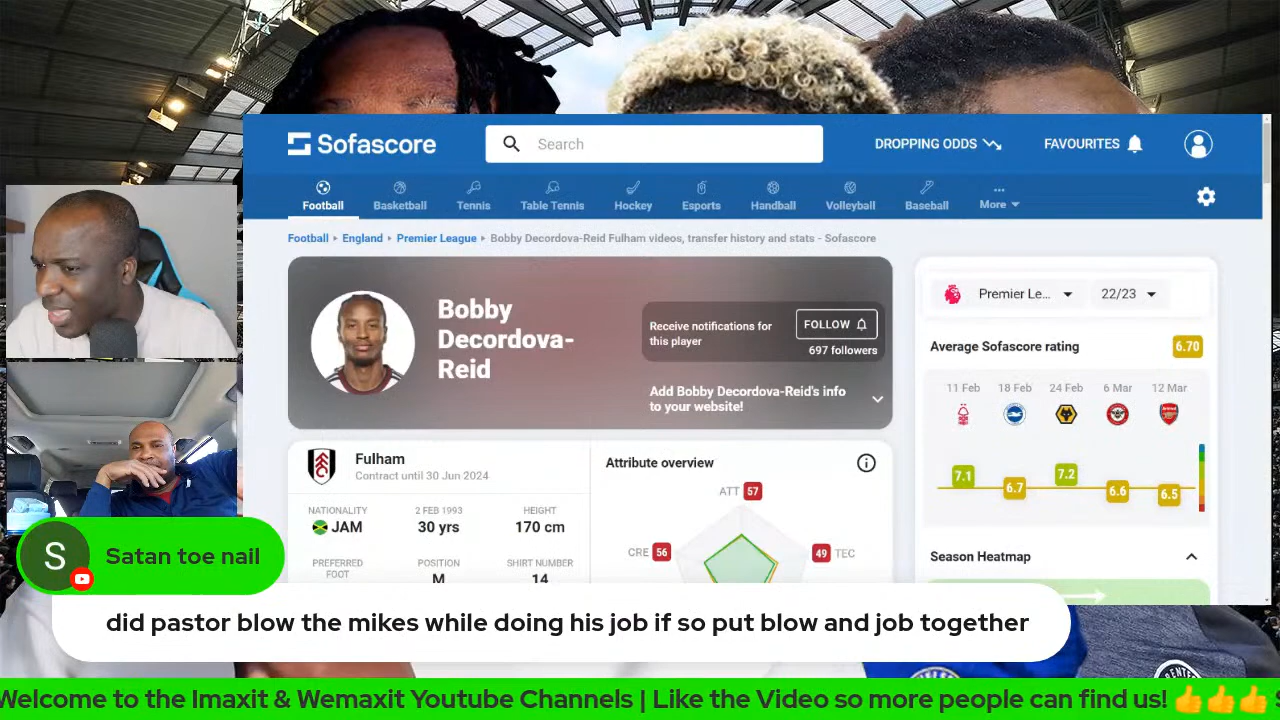 Sofascore
Search
DROPPING ODDS
FAVOURITES
Football
Basketball
Tennis
Table Tennis
Hockey
Esports
Handball
Volleyball
Baseball
More
Football
England
Premier League
Bobby Decordova-Reid Fulham videos, transfer history and stats - Sofascore
Bobby
Decordova-
Reid
Receive notifications for
this player
FOLLOW
697 followers
Add Bobby Decordova-Reid's info
to your website!
Premier Le...
22/23
Average Sofascore rating
6.70
11 Feb
18 Feb
24 Feb
6 Mar
12 Mar
7.1
6.7
7.2
6.6
6.5
Season Heatmap
Fulham
Contract until 30 Jun 2024
NATIONALITY
JAM
2 FEB 1993
30 yrs
HEIGHT
170 cm
PREFERRED
FOOT
POSITION
M
SHIRT NUMBER
14
Attribute overview
ATT 57
CRE 56
49 TEC
S
Satan toe nail
did pastor blow the mikes while doing his job if so put blow and job together
Welcome to the Imaxit & Wemaxit Youtube Channels | Like the Video so more people can find us! 👍👍👍 S